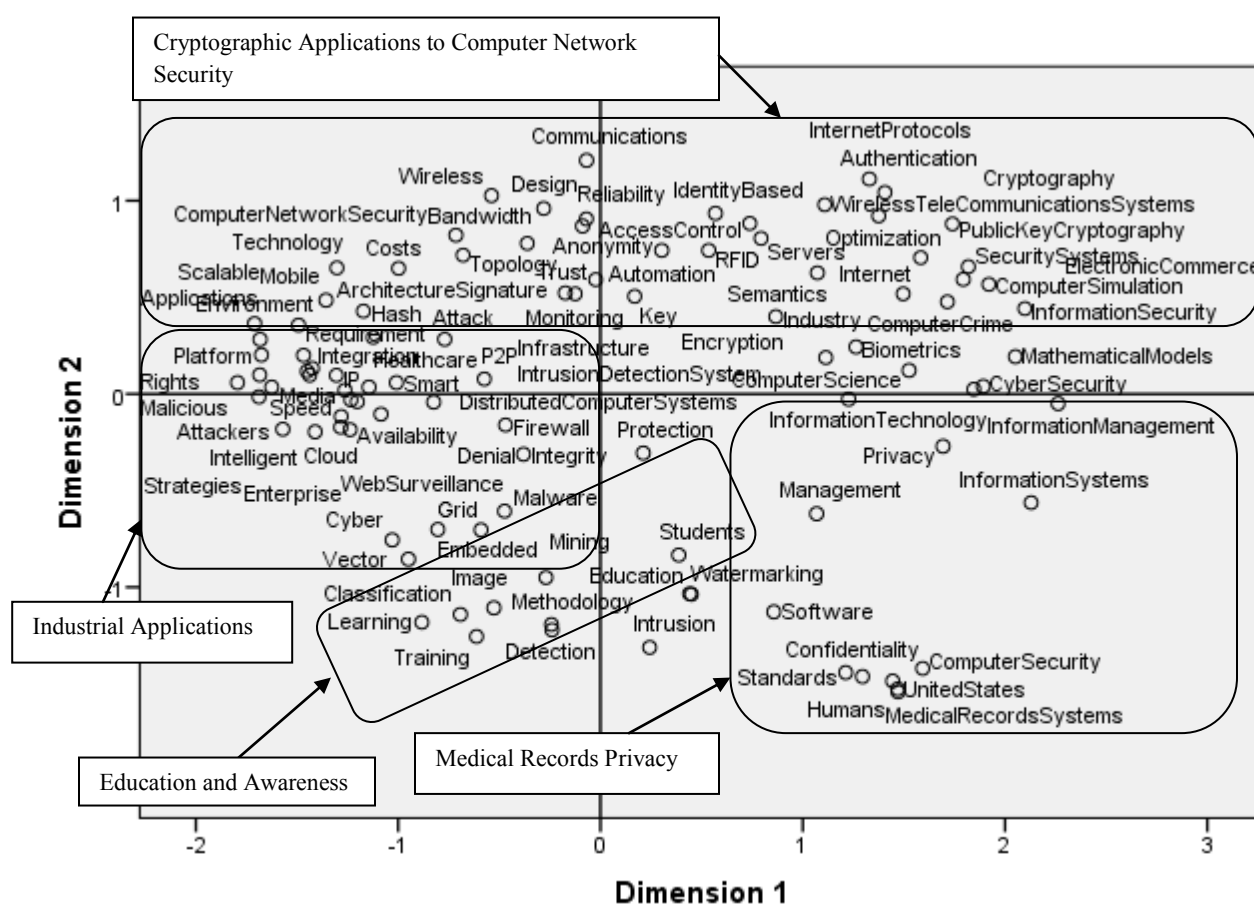 Cryptographic Applications to Computer Network
Security
Communications
InternetProtocols
Authentication
Wireless
Design
Reliability
IdentityBased
Cryptography
ComputerNetworkSecurity
Bandwidth
WirelessTeleCommunicationsSystems
1
Technology
Costs
Anonymity
AccessControl
Optimization
PublicKeyCryptography
Scalable
Mobile
Topology
Trust
Automation
RFID
Servers
Internet
SecuritySystems
ElectronicCommerce
Applications
Environment
ArchitectureSignature
Semantics
ComputerSimulation
Hash
Attack
Monitoring
Key
Industry
ComputerCrime
InformationSecurity
Requirement
Encryption
Platform
Integration
Healthcare
P2P
Infrastructure
Biometrics
MathematicalModels
Rights
IP
Smart
IntrusionDetectionSystem
ComputerScience
CyberSecurity
0
Malicious
Media
Speed
DistributedComputerSystems
InformationTechnology
InformationManagement
Attackers
Availability
Firewall
Protection
Intelligent
Cloud
Denial
Integrity
Privacy
Strategies
Enterprise
WebSurveillance
Malware
Management
InformationSystems
Cyber
Grid
Students
Vector
Embedded
Mining
-1
Classification
Image
Education
Watermarking
Learning
Methodology
Intrusion
Software
Training
Detection
Confidentiality
ComputerSecurity
Standards
UnitedStates
Humans
MedicalRecordsSystems
Industrial Applications
Education and Awareness
Medical Records Privacy
Dimension 2
-2
-1
0
1
2
3
Dimension 1